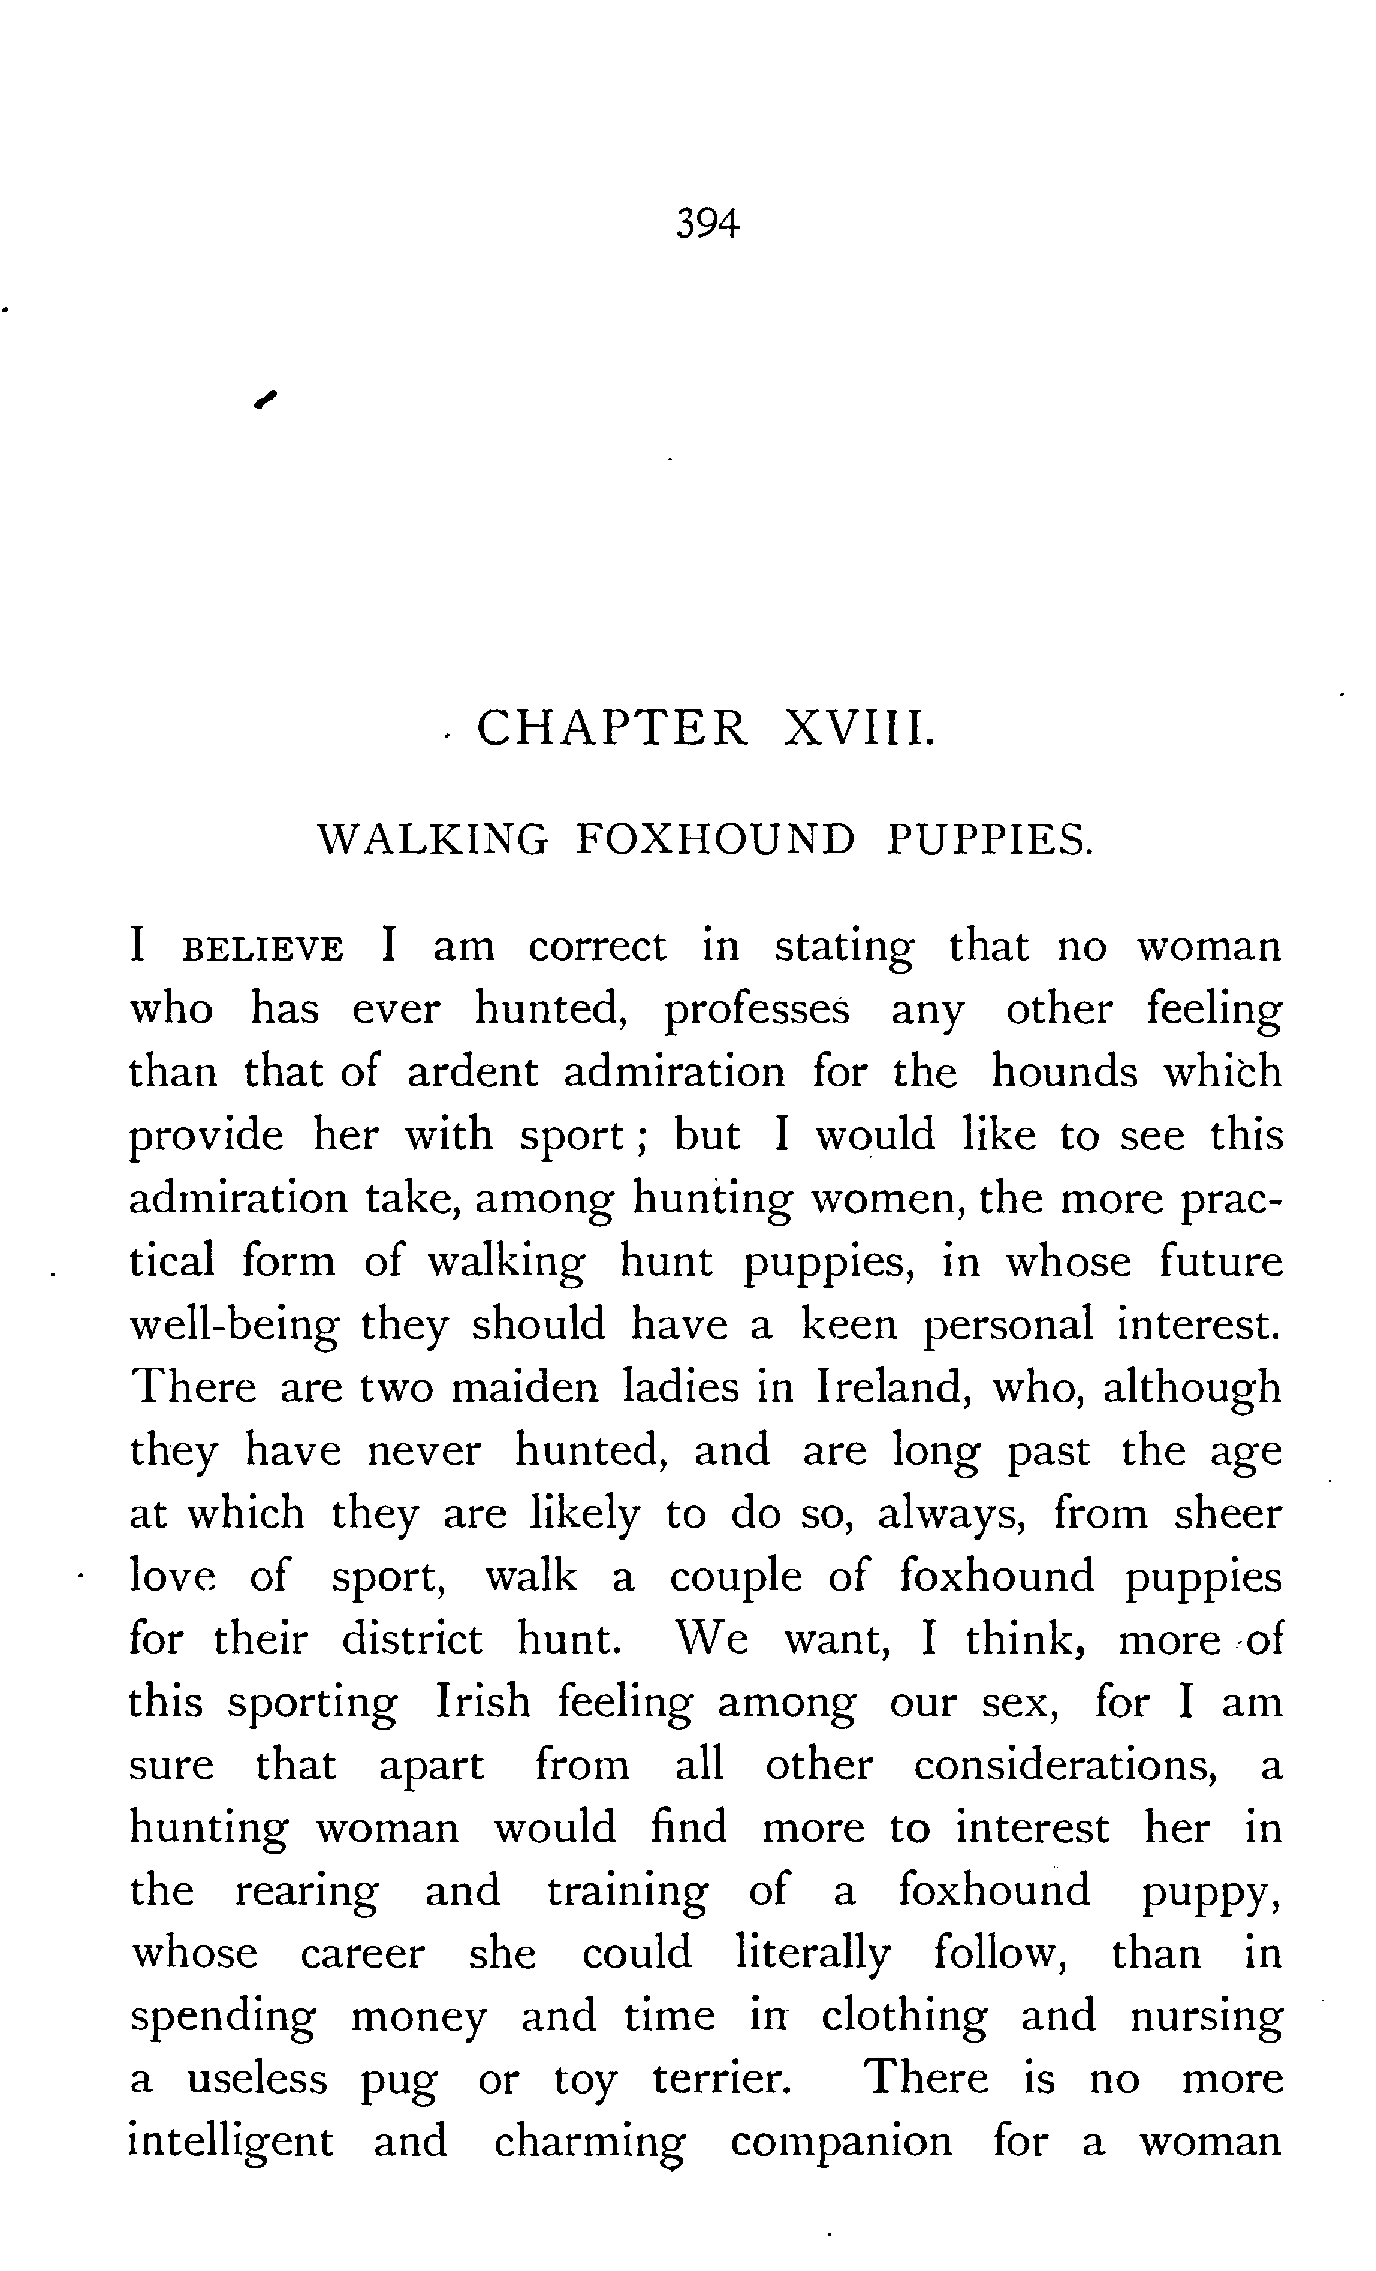 394
CHAPTER XVIII.
WALKING FOXHOUND PUPPIES.
I BELIEVE I am correct in stating that no woman
who has ever hunted, professes any other feeling
than that of ardent admiration for the hounds which
provide her with sport ; but I would like to see this
admiration take, among hunting women, the more prac-
tical form of walking hunt puppies, in whose future
well-being they should have a keen personal interest.
There are two maiden ladies in Ireland, who, although
they have never hunted, and are long past the age
at which they are likely to do so, always, from sheer
love of sport, walk a couple of foxhound puppies
for their district hunt. We want, I think, more of
this sporting Irish feeling among our sex, for I am
sure that apart from all other considerations, a
hunting woman would find more to interest her in
the rearing and training of a foxhound puppy,
whose career she could literally follow, than in
spending money and time in clothing and nursing
a useless pug or toy terrier. There is no more
intelligent and charming companion for a woman